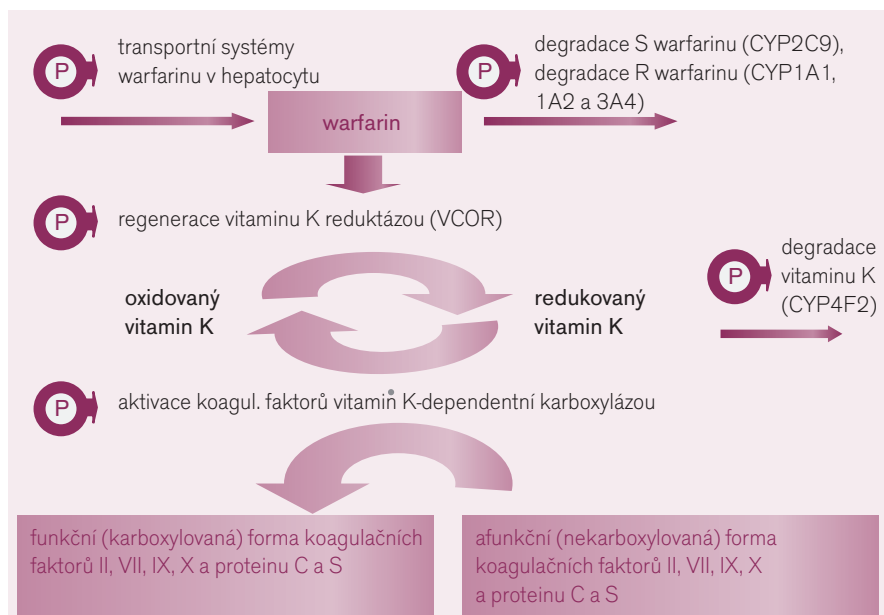 P
transportní systémy
warfarinu v hepatocytu
P
degradace S warfarinu (CYP2C9),
degradace R warfarinu (CYP1A1,
1A2 a 3A4)
warfarin
P
regenerace vitaminu K reduktázou (VCOR)
oxidovaný
vitamin K
redukovaný
vitamin K
P
degradace
vitaminu K
(CYP4F2)
P
aktivace koagul. faktorů vitamin K-dependentní karboxylázou
funkční (karboxylovaná) forma koagulačních
faktorů II, VII, IX, X a proteinu C a S
afunkční (nekarboxylovaná) forma
koagulačních faktorů II, VII, IX, X
a proteinu C a S